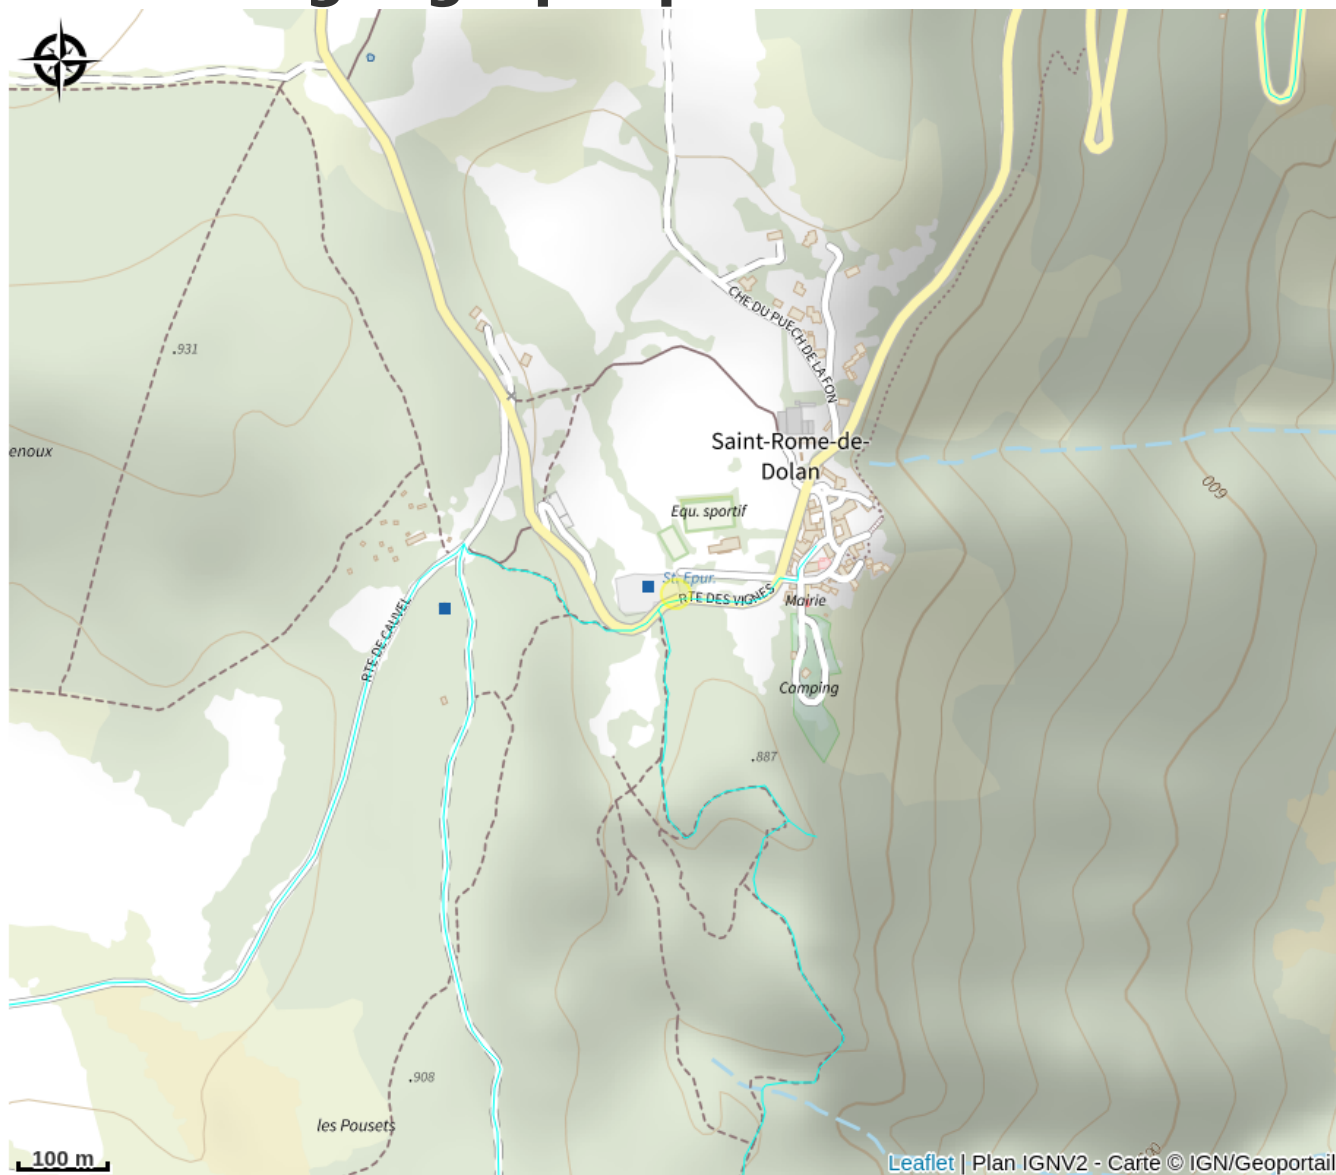 CHE DU PUECH DE LA FON
.931
Saint-Rome-de-
Dolan
enoux
600
Equ. sportif
St. Epur.
RTE DES VIGNES
Mairie
RTE DE CAUVEL
Camping
.887
.908
les Pousets
100 m
Leaflet | Plan IGNV2 - Carte © IGN/Geoportail